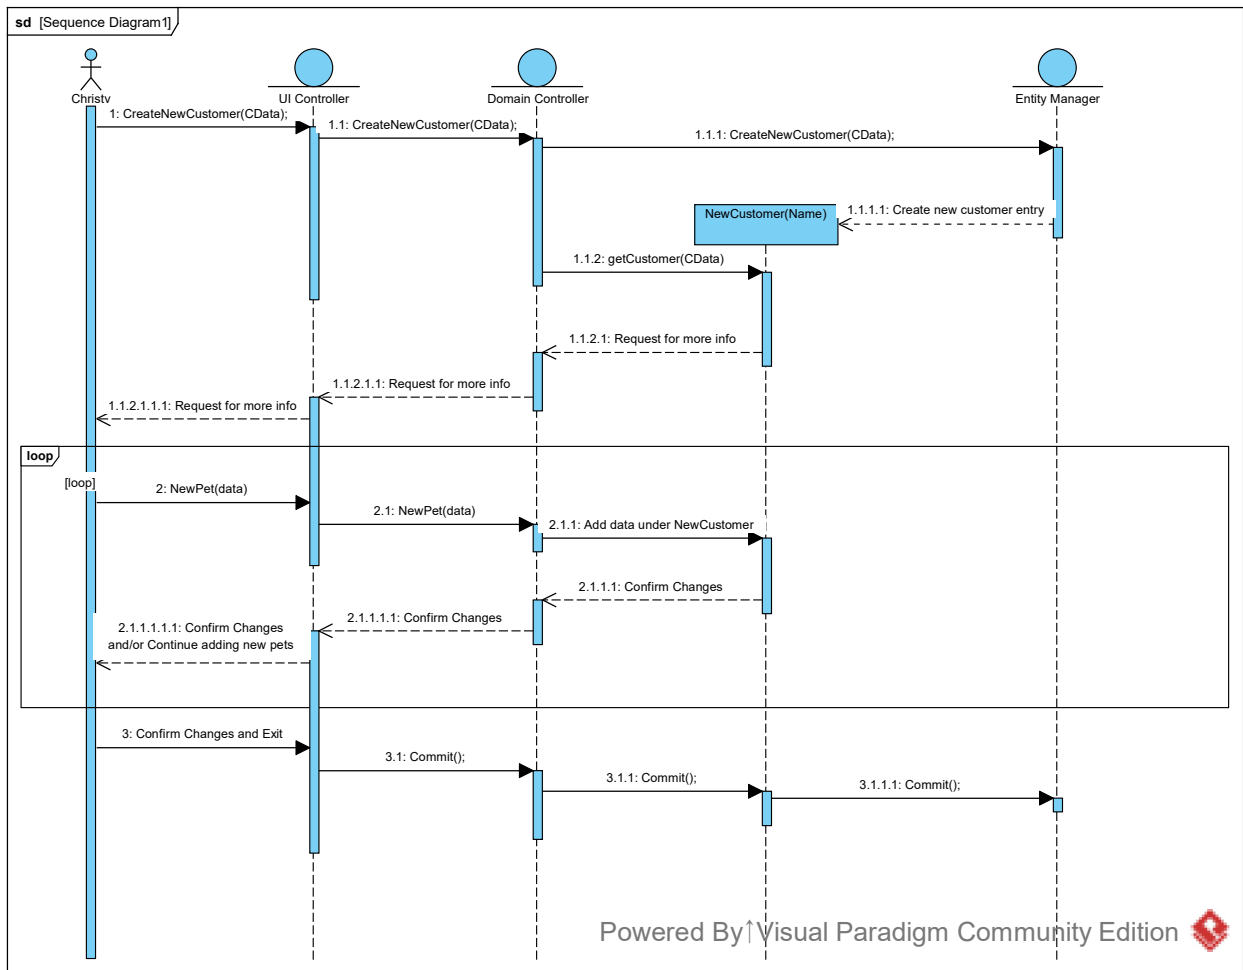 sd [Sequence Diagram1]
Christy
UI Controller
Domain Controller
Entity Manager
1: CreateNewCustomer(CData);
1.1: CreateNewCustomer(CData);
1.1.1: CreateNewCustomer(CData);
NewCustomer(Name)
1.1.1.1: Create new customer entry
1.1.2: getCustomer(CData)
1.1.2.1: Request for more info
1.1.2.1.1: Request for more info
1.1.2.1.1.1: Request for more info
loop
[loop]
2: NewPet(data)
2.1: NewPet(data)
2.1.1: Add data under NewCustomer
2.1.1.1: Confirm Changes
2.1.1.1.1: Confirm Changes
2.1.1.1.1.1: Confirm Changes
and/or Continue adding new pets
3: Confirm Changes and Exit
3.1: Commit();
3.1.1: Commit();
3.1.1.1: Commit();
Powered By↑Visual Paradigm Community Edition